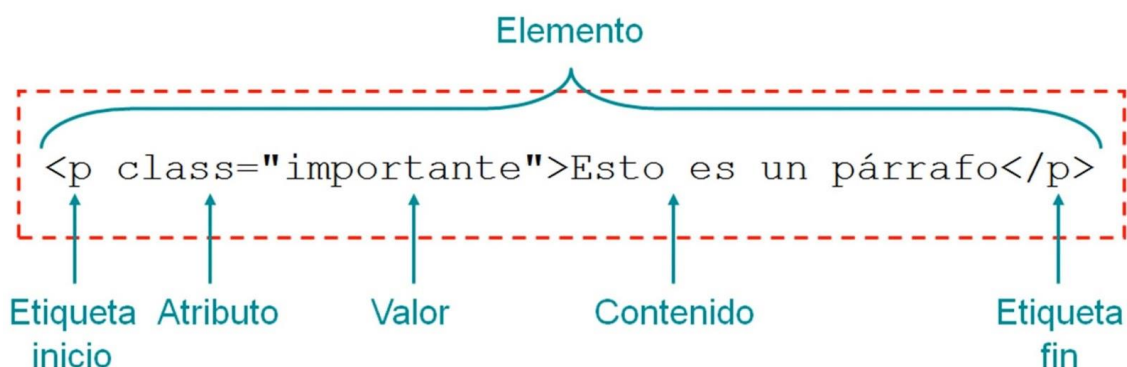 Elemento
<p class="importante">Esto es un párrafo</p>
Etiqueta inicio
Atributo
Valor
Contenido
Etiqueta fin